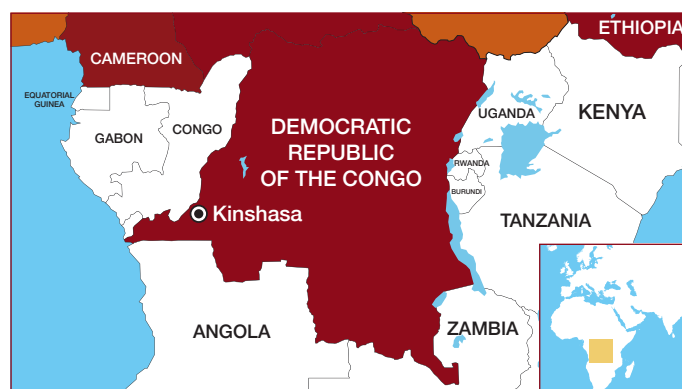 ETHIOPIA
CAMEROON
EQUATORIAL
GUINEA
GABON
CONGO
DEMOCRATIC
REPUBLIC
OF THE CONGO
UGANDA
KENYA
RWANDA
BURUNDI
Kinshasa
TANZANIA
ANGOLA
ZAMBIA